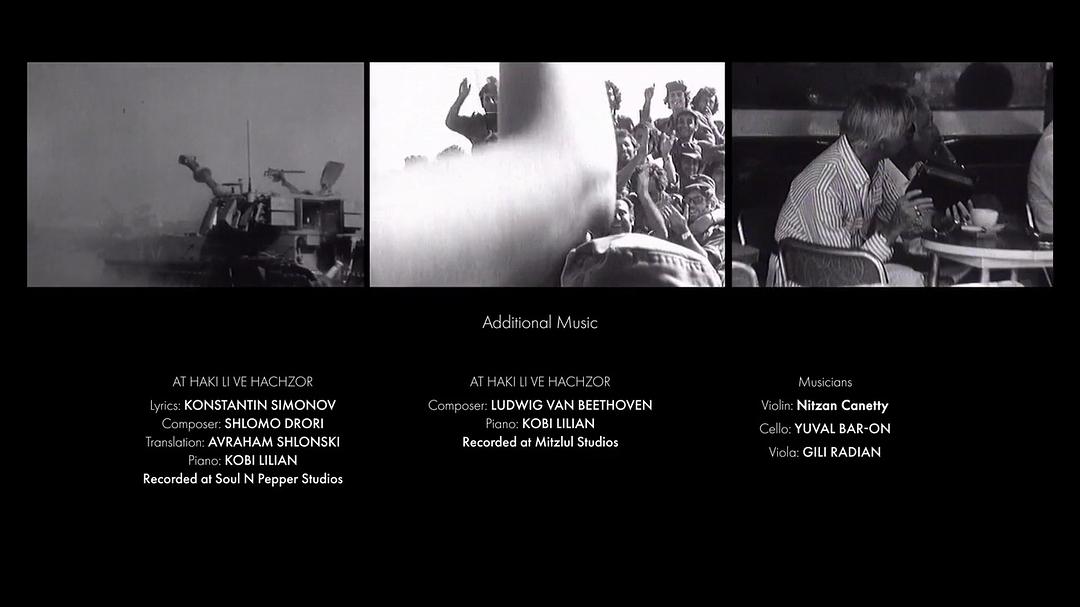 Additional Music
AT HAKI LI VE HACHZOR
Lyrics: KONSTANTIN SIMONOV
Composer: SHLOMO DRORI
Translation: AVRAHAM SHLONSKI
Piano: KOBI LILIAN
Recorded at Soul N Pepper Studios
AT HAKI LI VE HACHZOR
Composer: LUDWIG VAN BEETHOVEN
Piano: KOBI LILIAN
Recorded at Mitzlul Studios
Musicians
Violin: Nitzan Canetty
Cello: YUVAL BAR-ON
Viola: GILI RADIAN